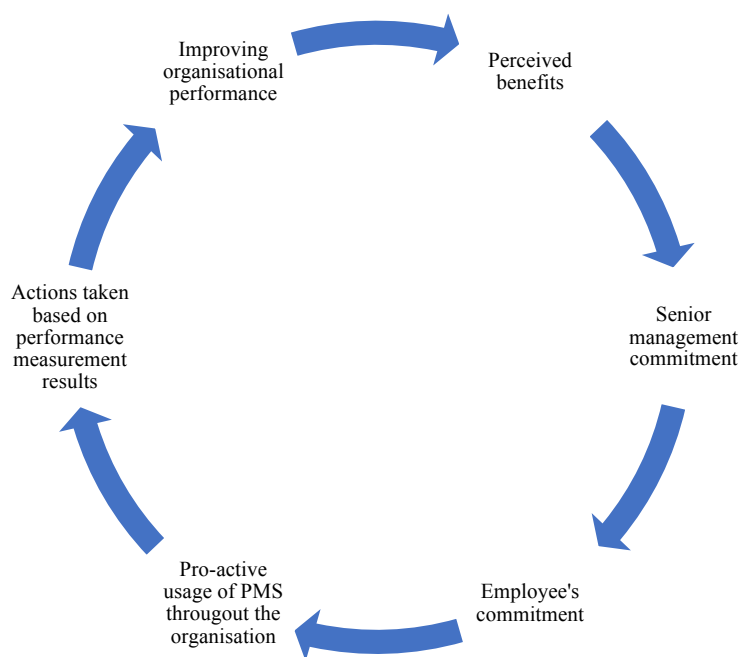 Improving
organisational
performance
Perceived
benefits
Senior
management
commitment
Employee's
commitment
Pro-active
usage of PMS
througout the
organisation
Actions taken
based on
performance
measurement
results